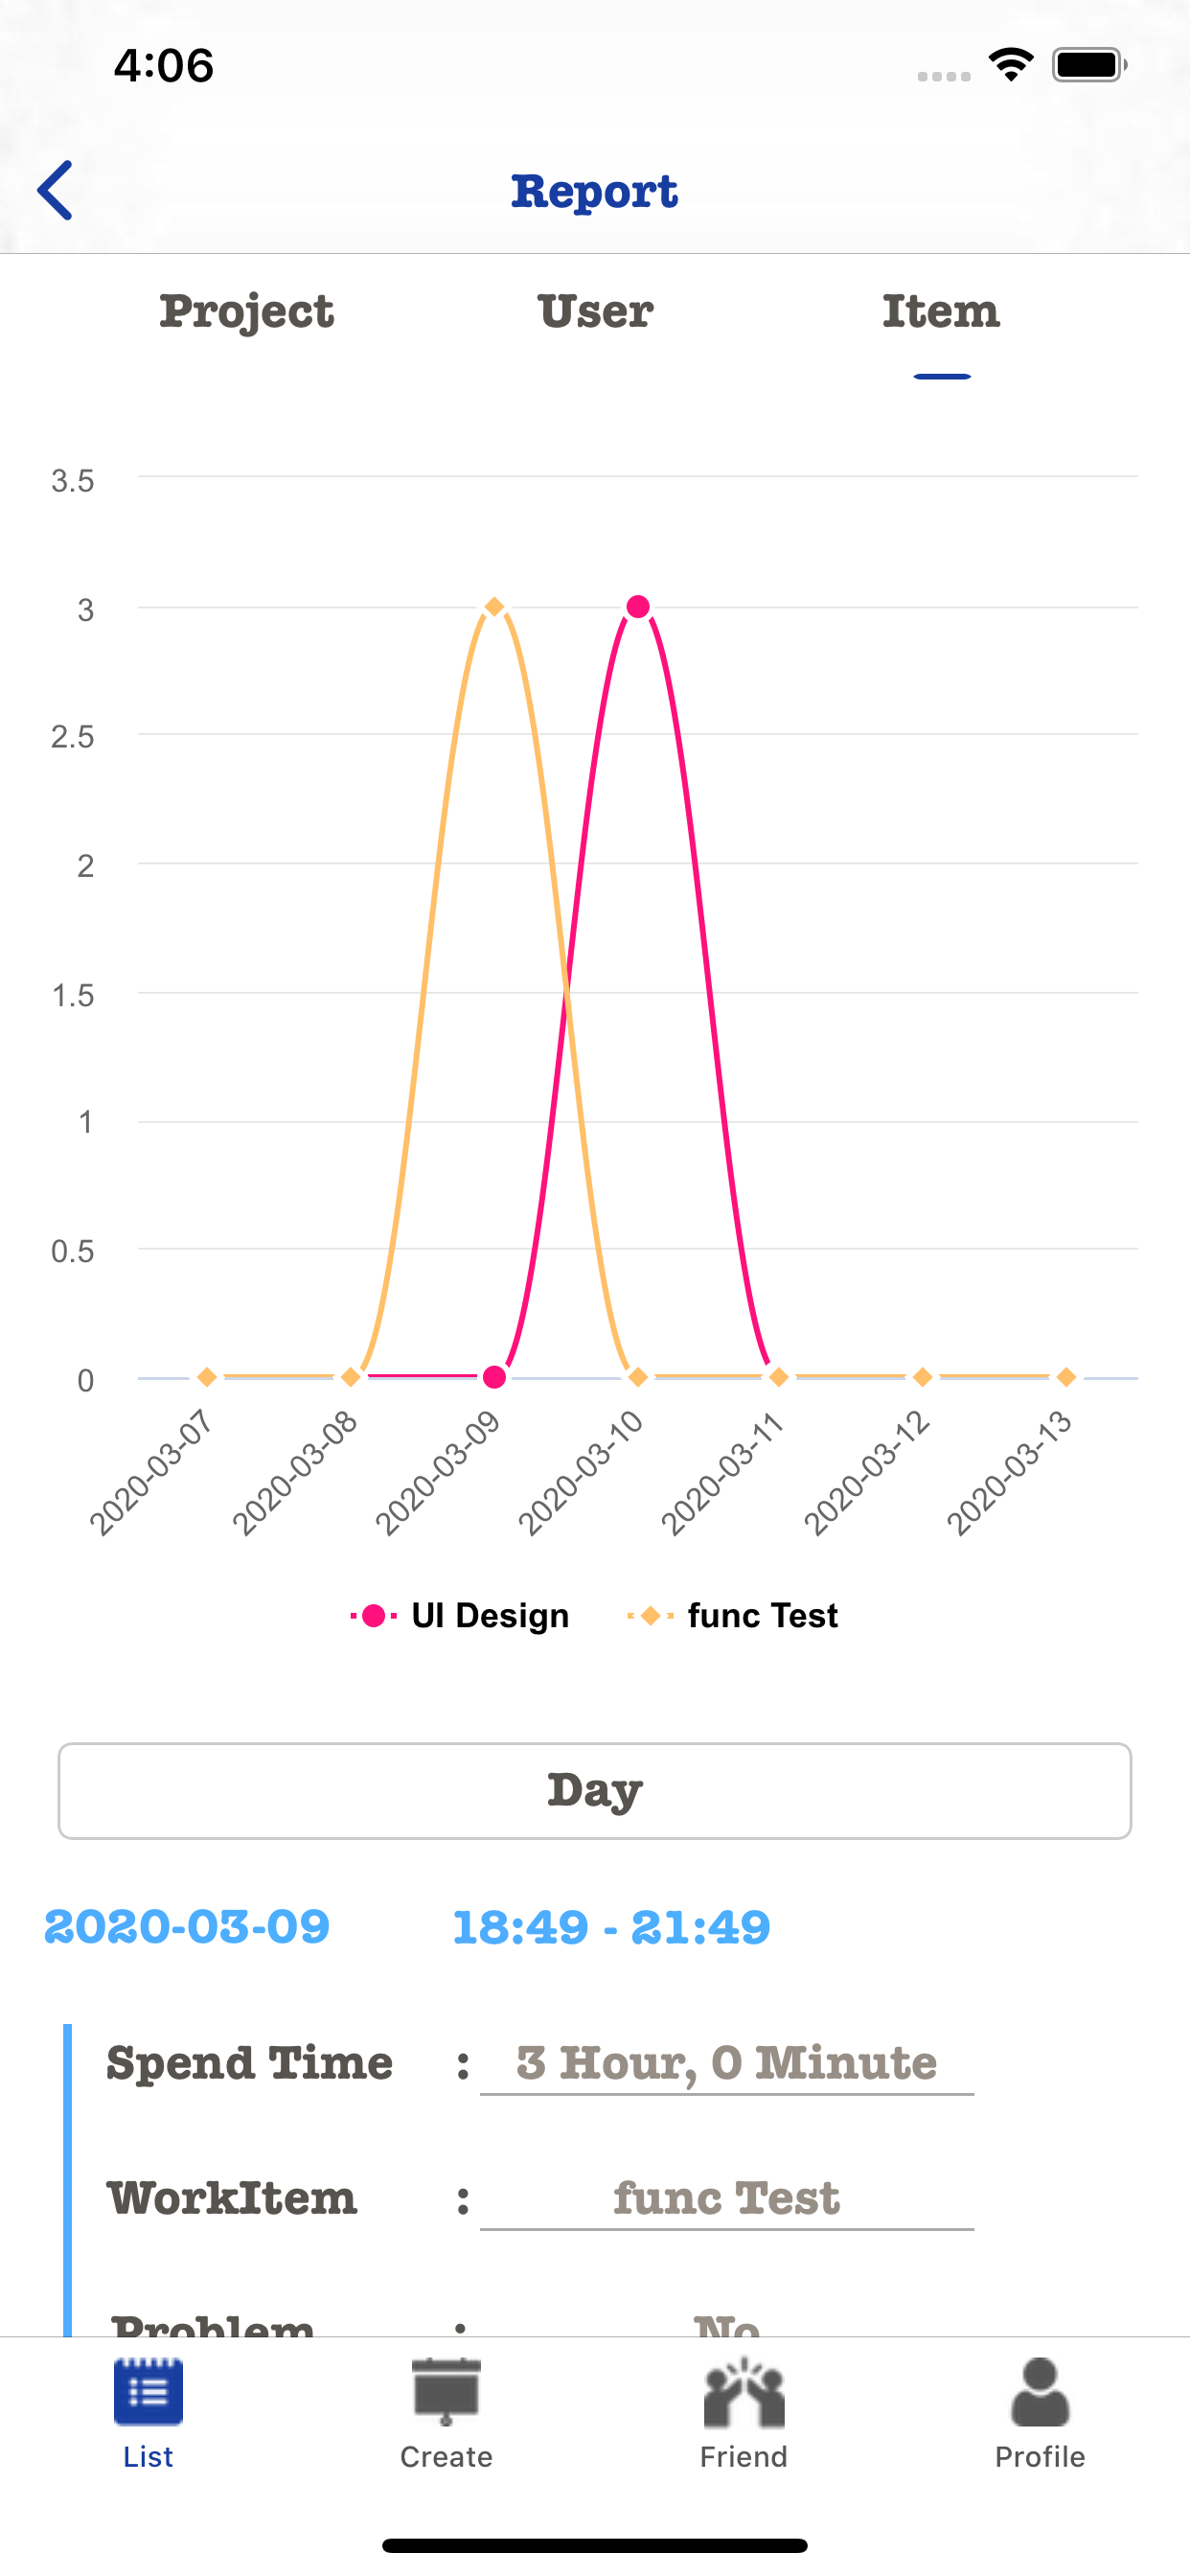 4:06
Report
Project User Item
3.5
3
2.5
2
1.5
1
0.5
0
2020-03-07 2020-03-08 2020-03-09 2020-03-10 2020-03-11 2020-03-12 2020-03-13
UI Design func Test
Day
2020-03-09 18:49 - 21:49
Spend Time : 3 Hour, 0 Minute
WorkItem : func Test
Problem : No
List Create Friend Profile